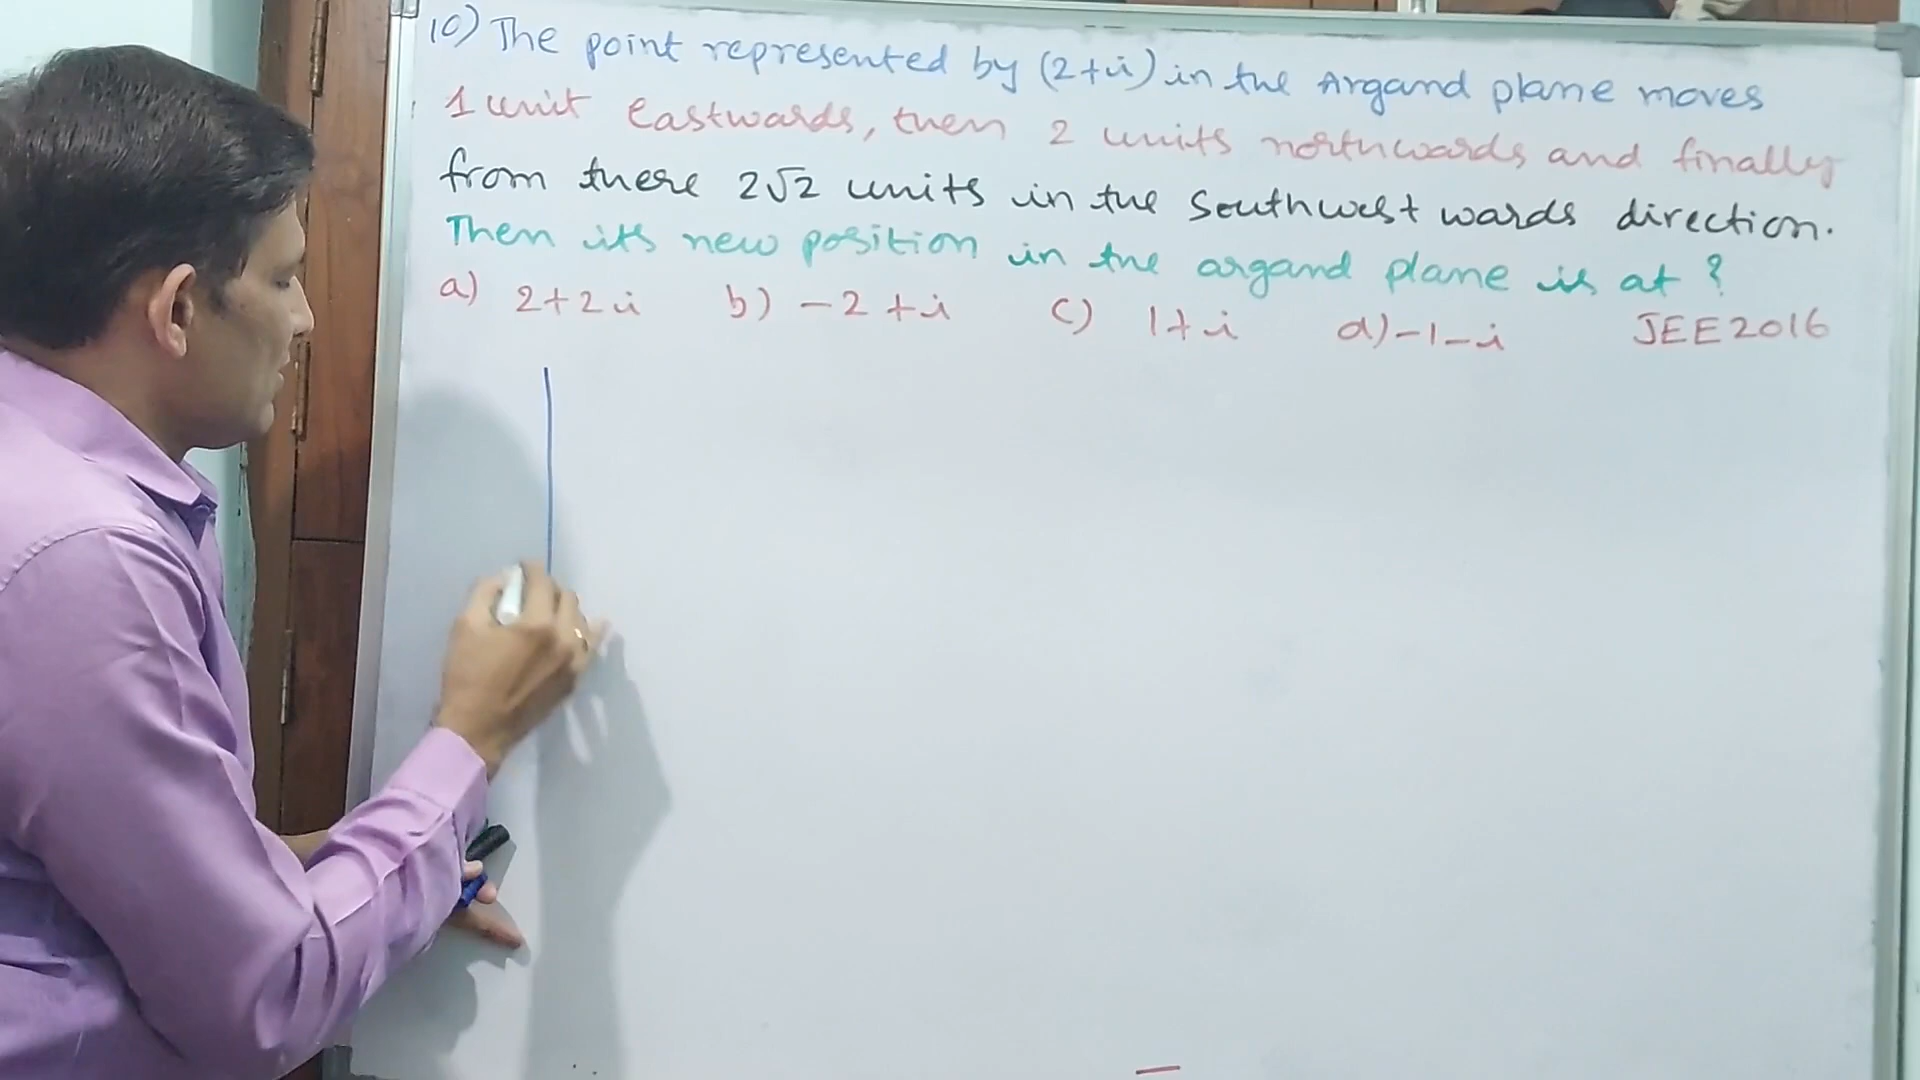 10) The point represented by (2+i) in the Argand plane moves
1 unit Eastwards, then 2 units northwards and finally
from there 2√2 units in the Southwestwards direction.
Then its new position in the argand plane is at ?
a) 2+2i b) -2+i c) 1+i d) -1-i JEE2016